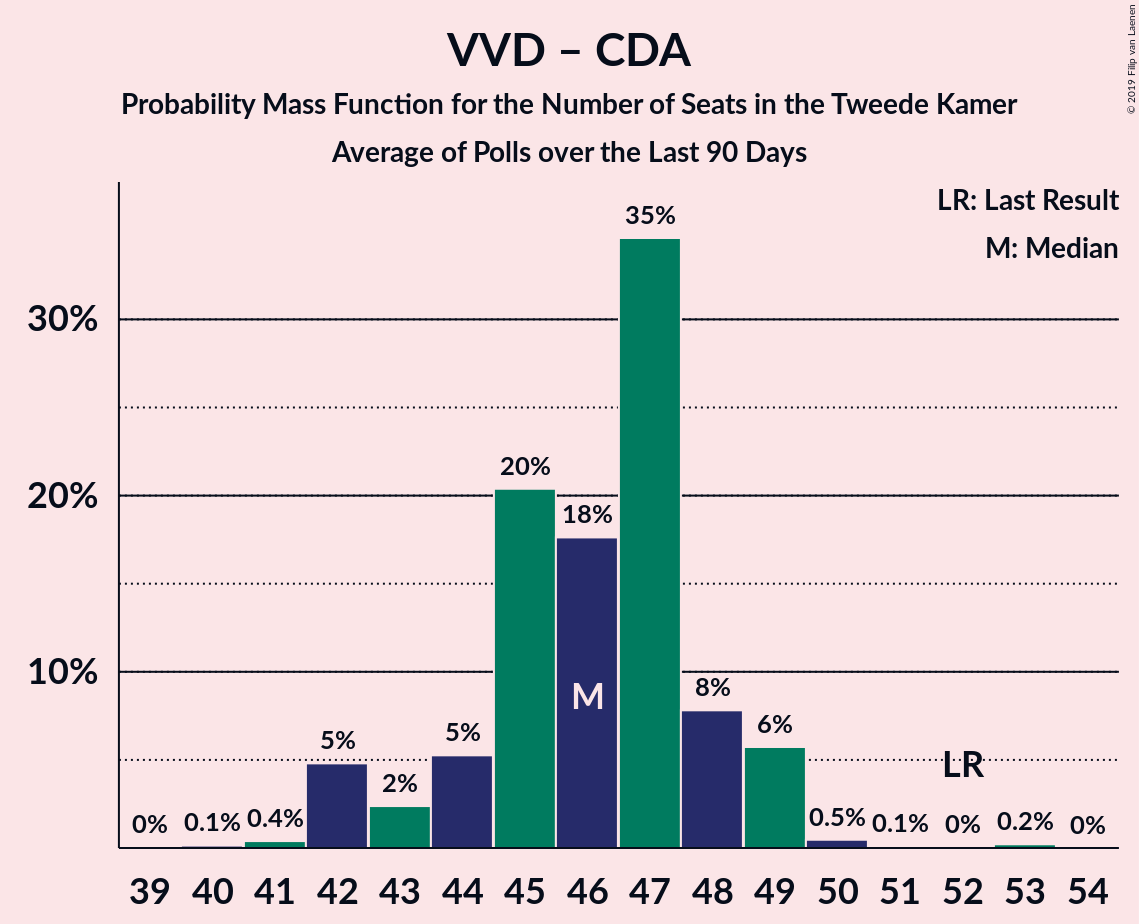 VVD – CDA
Probability Mass Function for the Number of Seats in the Tweede Kamer
Average of Polls over the Last 90 Days
© 2019 Filip van Laenen
LR: Last Result
M: Median
30%
20%
10%
0%
0.1%
0.4%
5%
2%
5%
20%
18%
35%
8%
6%
0.5%
0.1%
0%
0.2%
0%
M
LR
39 40 41 42 43 44 45 46 47 48 49 50 51 52 53 54